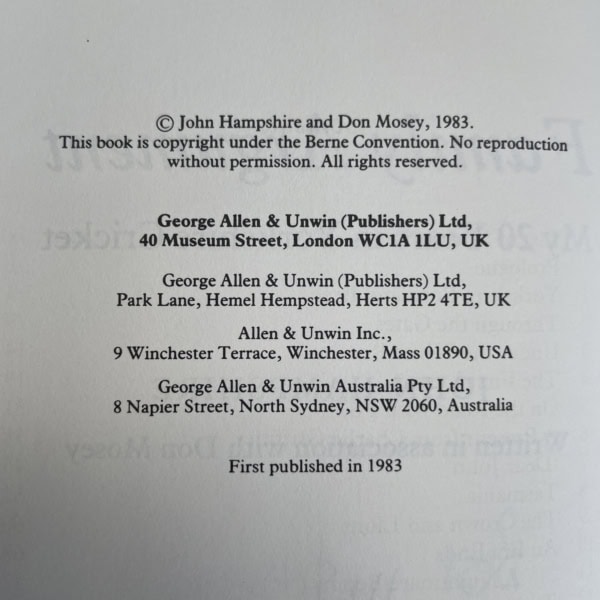 © John Hampshire and Don Mosey, 1983.
This book is copyright under the Berne Convention. No reproduction
without permission. All rights reserved.
George Allen & Unwin (Publishers) Ltd,
40 Museum Street, London WC1A 1LU, UK
George Allen & Unwin (Publishers) Ltd,
Park Lane, Hemel Hempstead, Herts HP2 4TE, UK
Allen & Unwin Inc.,
9 Winchester Terrace, Winchester, Mass 01890, USA
George Allen & Unwin Australia Pty Ltd,
8 Napier Street, North Sydney, NSW 2060, Australia
First published in 1983